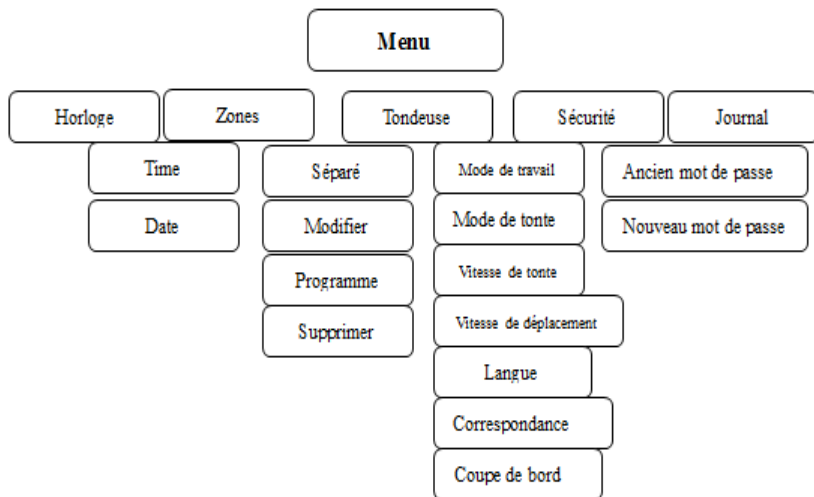 Menu
Horloge
Zones
Tondeuse
Sécurité
Journal
Time
Date
Séparé
Modifier
Programme
Supprimer
Mode de travail
Mode de tonte
Vitesse de tonte
Vitesse de déplacement
Langue
Correspondance
Coupe de bord
Ancien mot de passe
Nouveau mot de passe